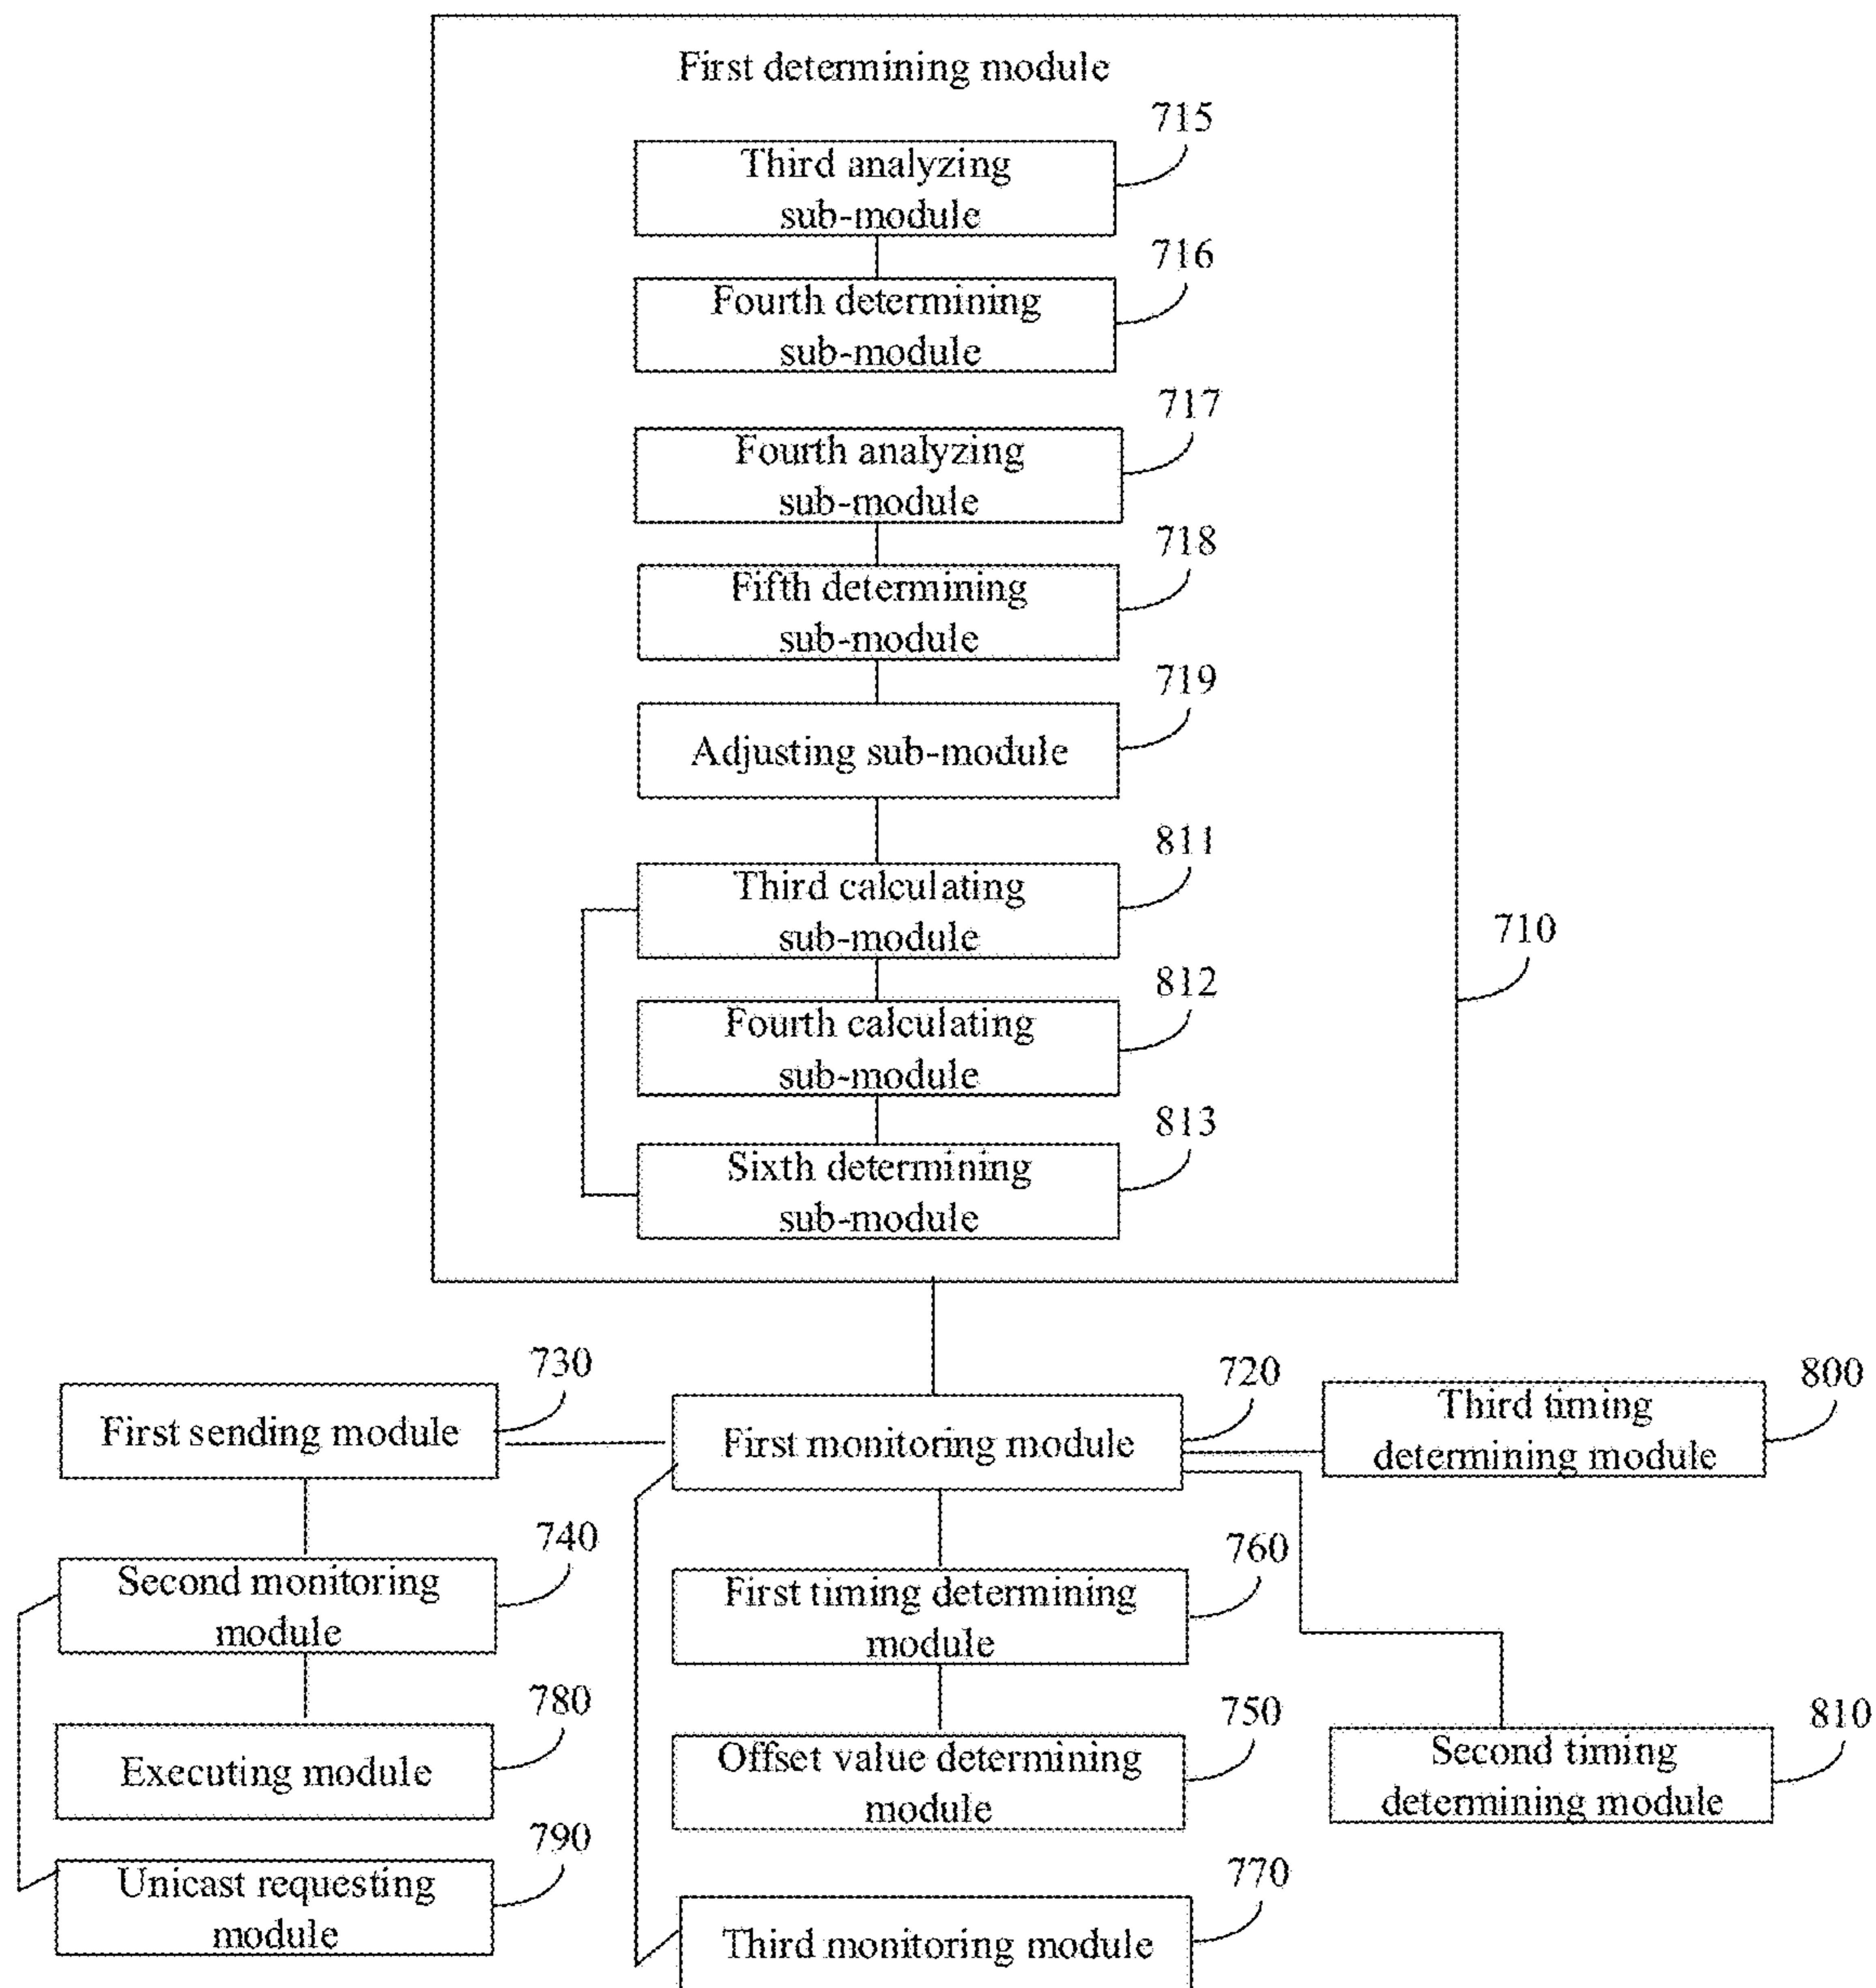 First determining module
715
Third analyzing
sub-module
716
Fourth determining
sub-module
717
Fourth analyzing
sub-module
718
Fifth determining
sub-module
719
Adjusting sub-module
811
Third calculating
sub-module
710
812
Fourth calculating
sub-module
813
Sixth determining
sub-module
730
First sending module
720
First monitoring module
800
Third timing
determining module
740
Second monitoring
module
760
First timing determining
module
780
Executing module
750
Offset value determining
module
810
Second timing
determining module
790
Unicast requesting
module
770
Third monitoring module